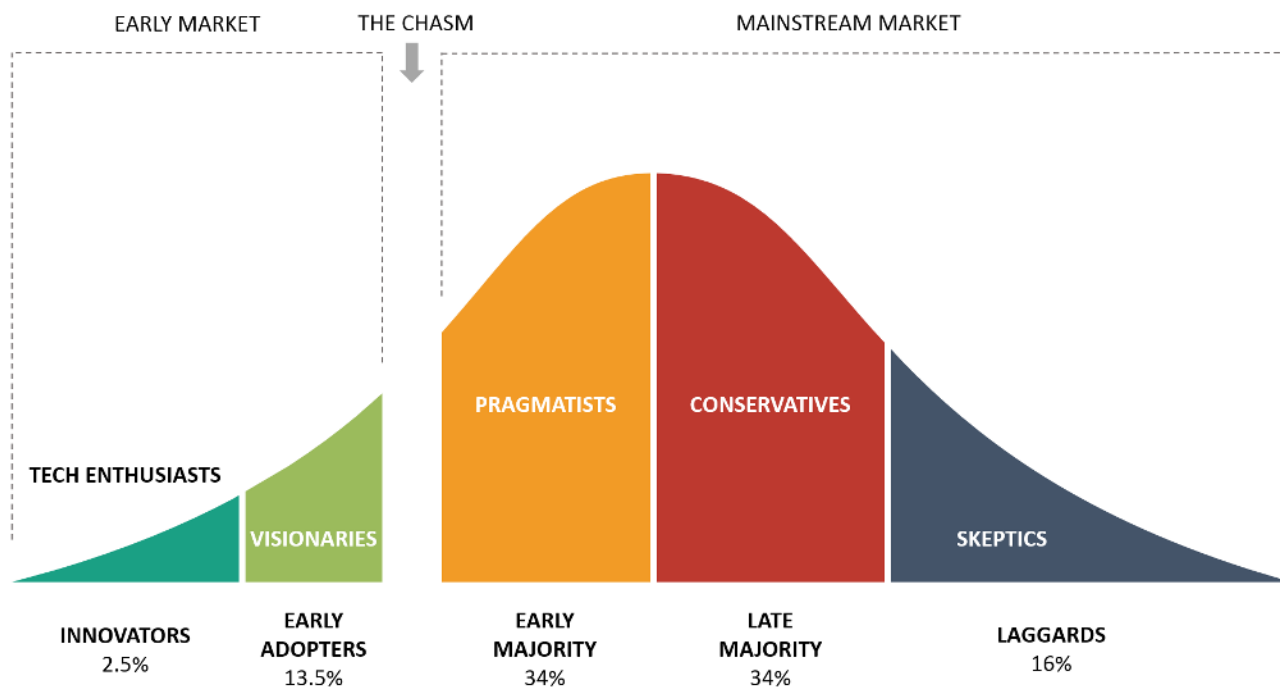 EARLY MARKET
THE CHASM
MAINSTREAM MARKET
TECH ENTHUSIASTS
VISIONARIES
PRAGMATISTS
CONSERVATIVES
SKEPTICS
INNOVATORS
2.5%
EARLY
ADOPTERS
13.5%
EARLY
MAJORITY
34%
LATE
MAJORITY
34%
LAGGARDS
16%